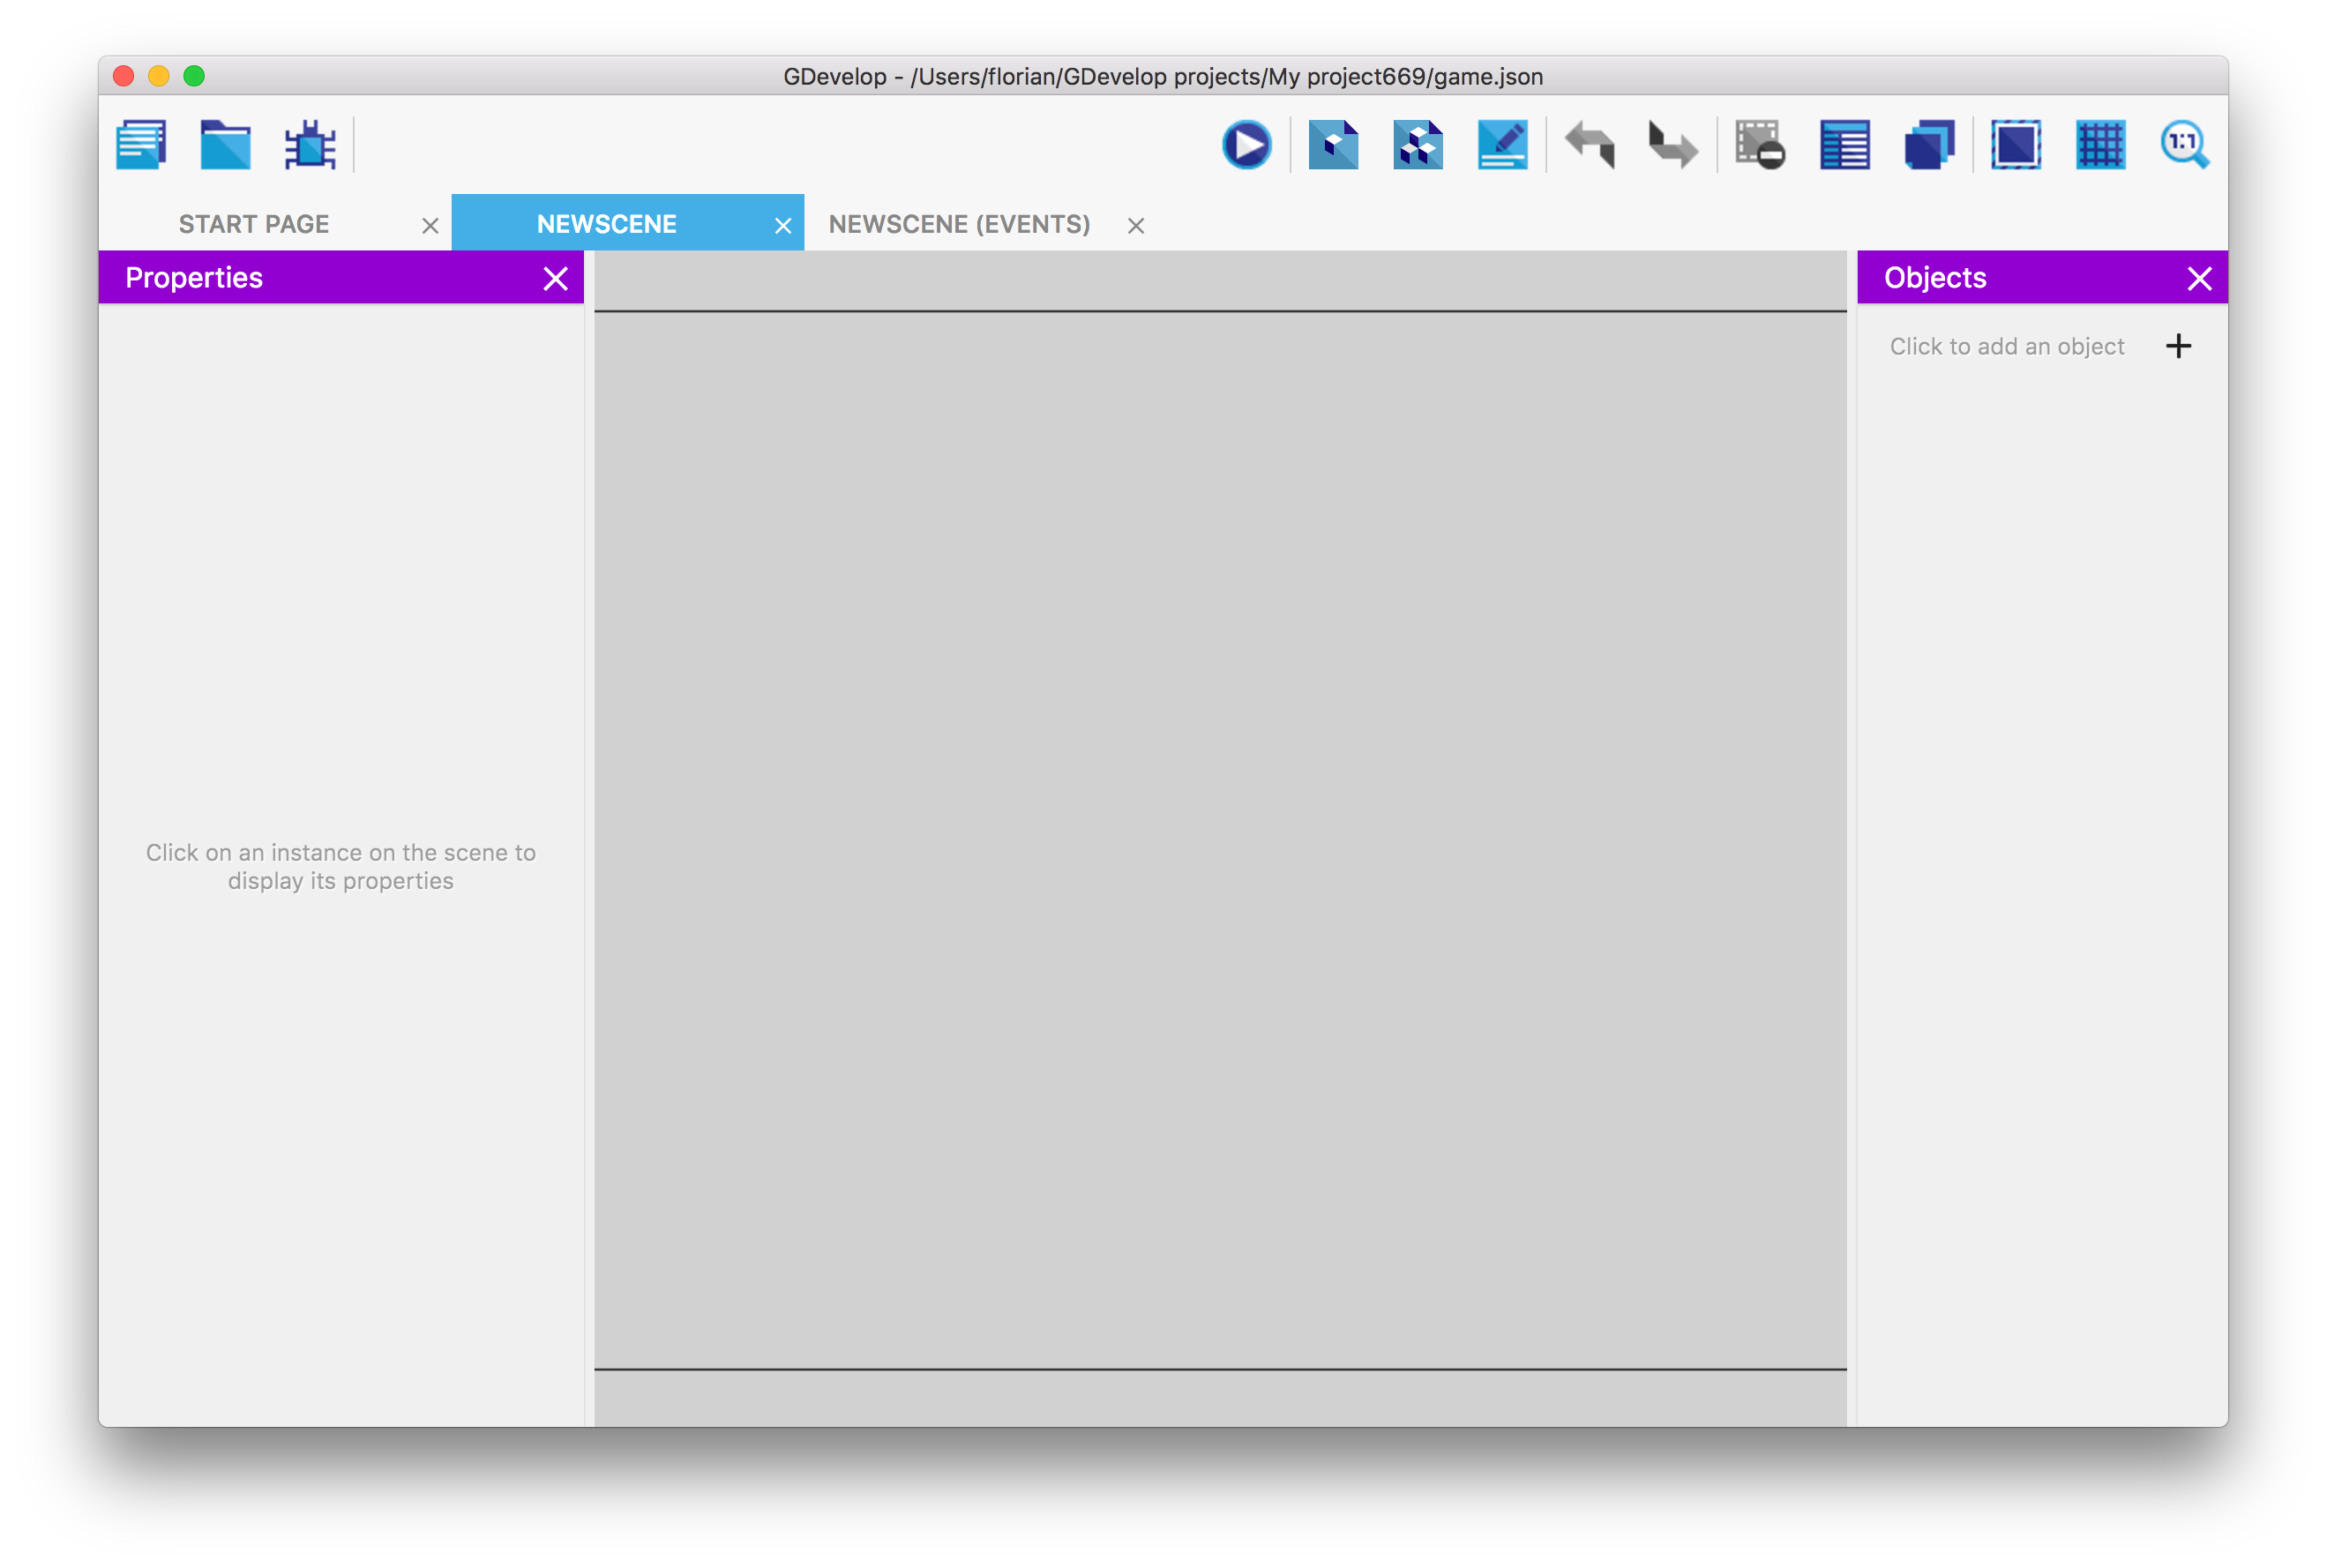 GDevelop - /Users/florian/GDevelop projects/My project669/game.json
1:1
START PAGE
NEWSCENE
NEWSCENE (EVENTS)
Properties
Objects
Click to add an object
Click on an instance on the scene to
display its properties